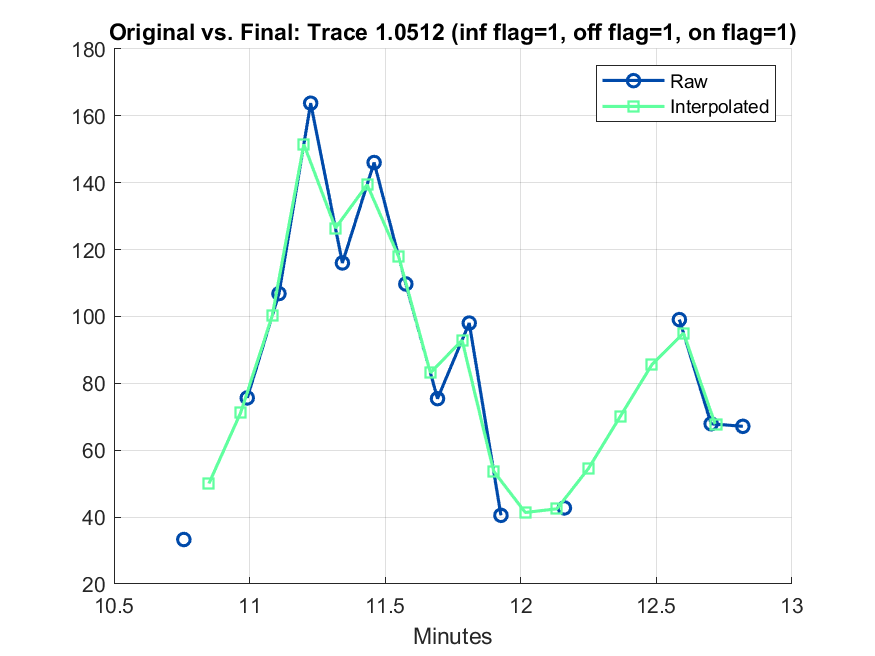 Original vs. Final: Trace 1.0512 (inf flag=1, off flag=1, on flag=1)
180
160
140
120
100
80
60
40
20
Raw
Interpolated
10.5 11 11.5 12 12.5 13
Minutes